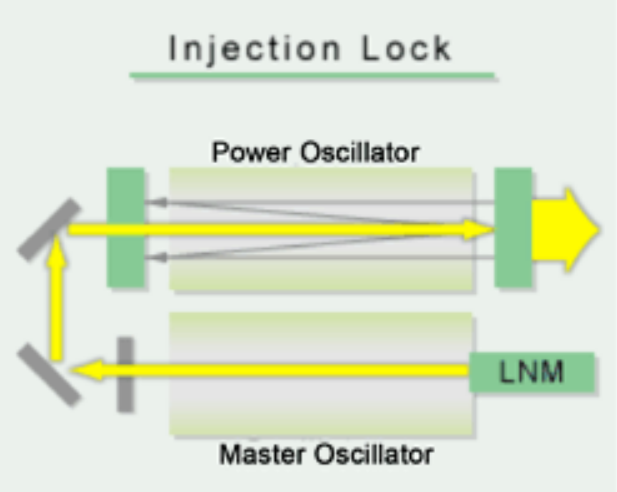 Injection Lock
Power Oscillator
LNM
Master Oscillator